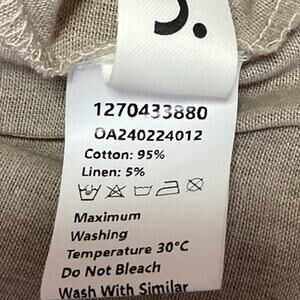 1270433880
OA240224012
Cotton: 95%
Linen: 5%
Maximum
Washing
Temperature 30°C
Do Not Bleach
Wash With Similar